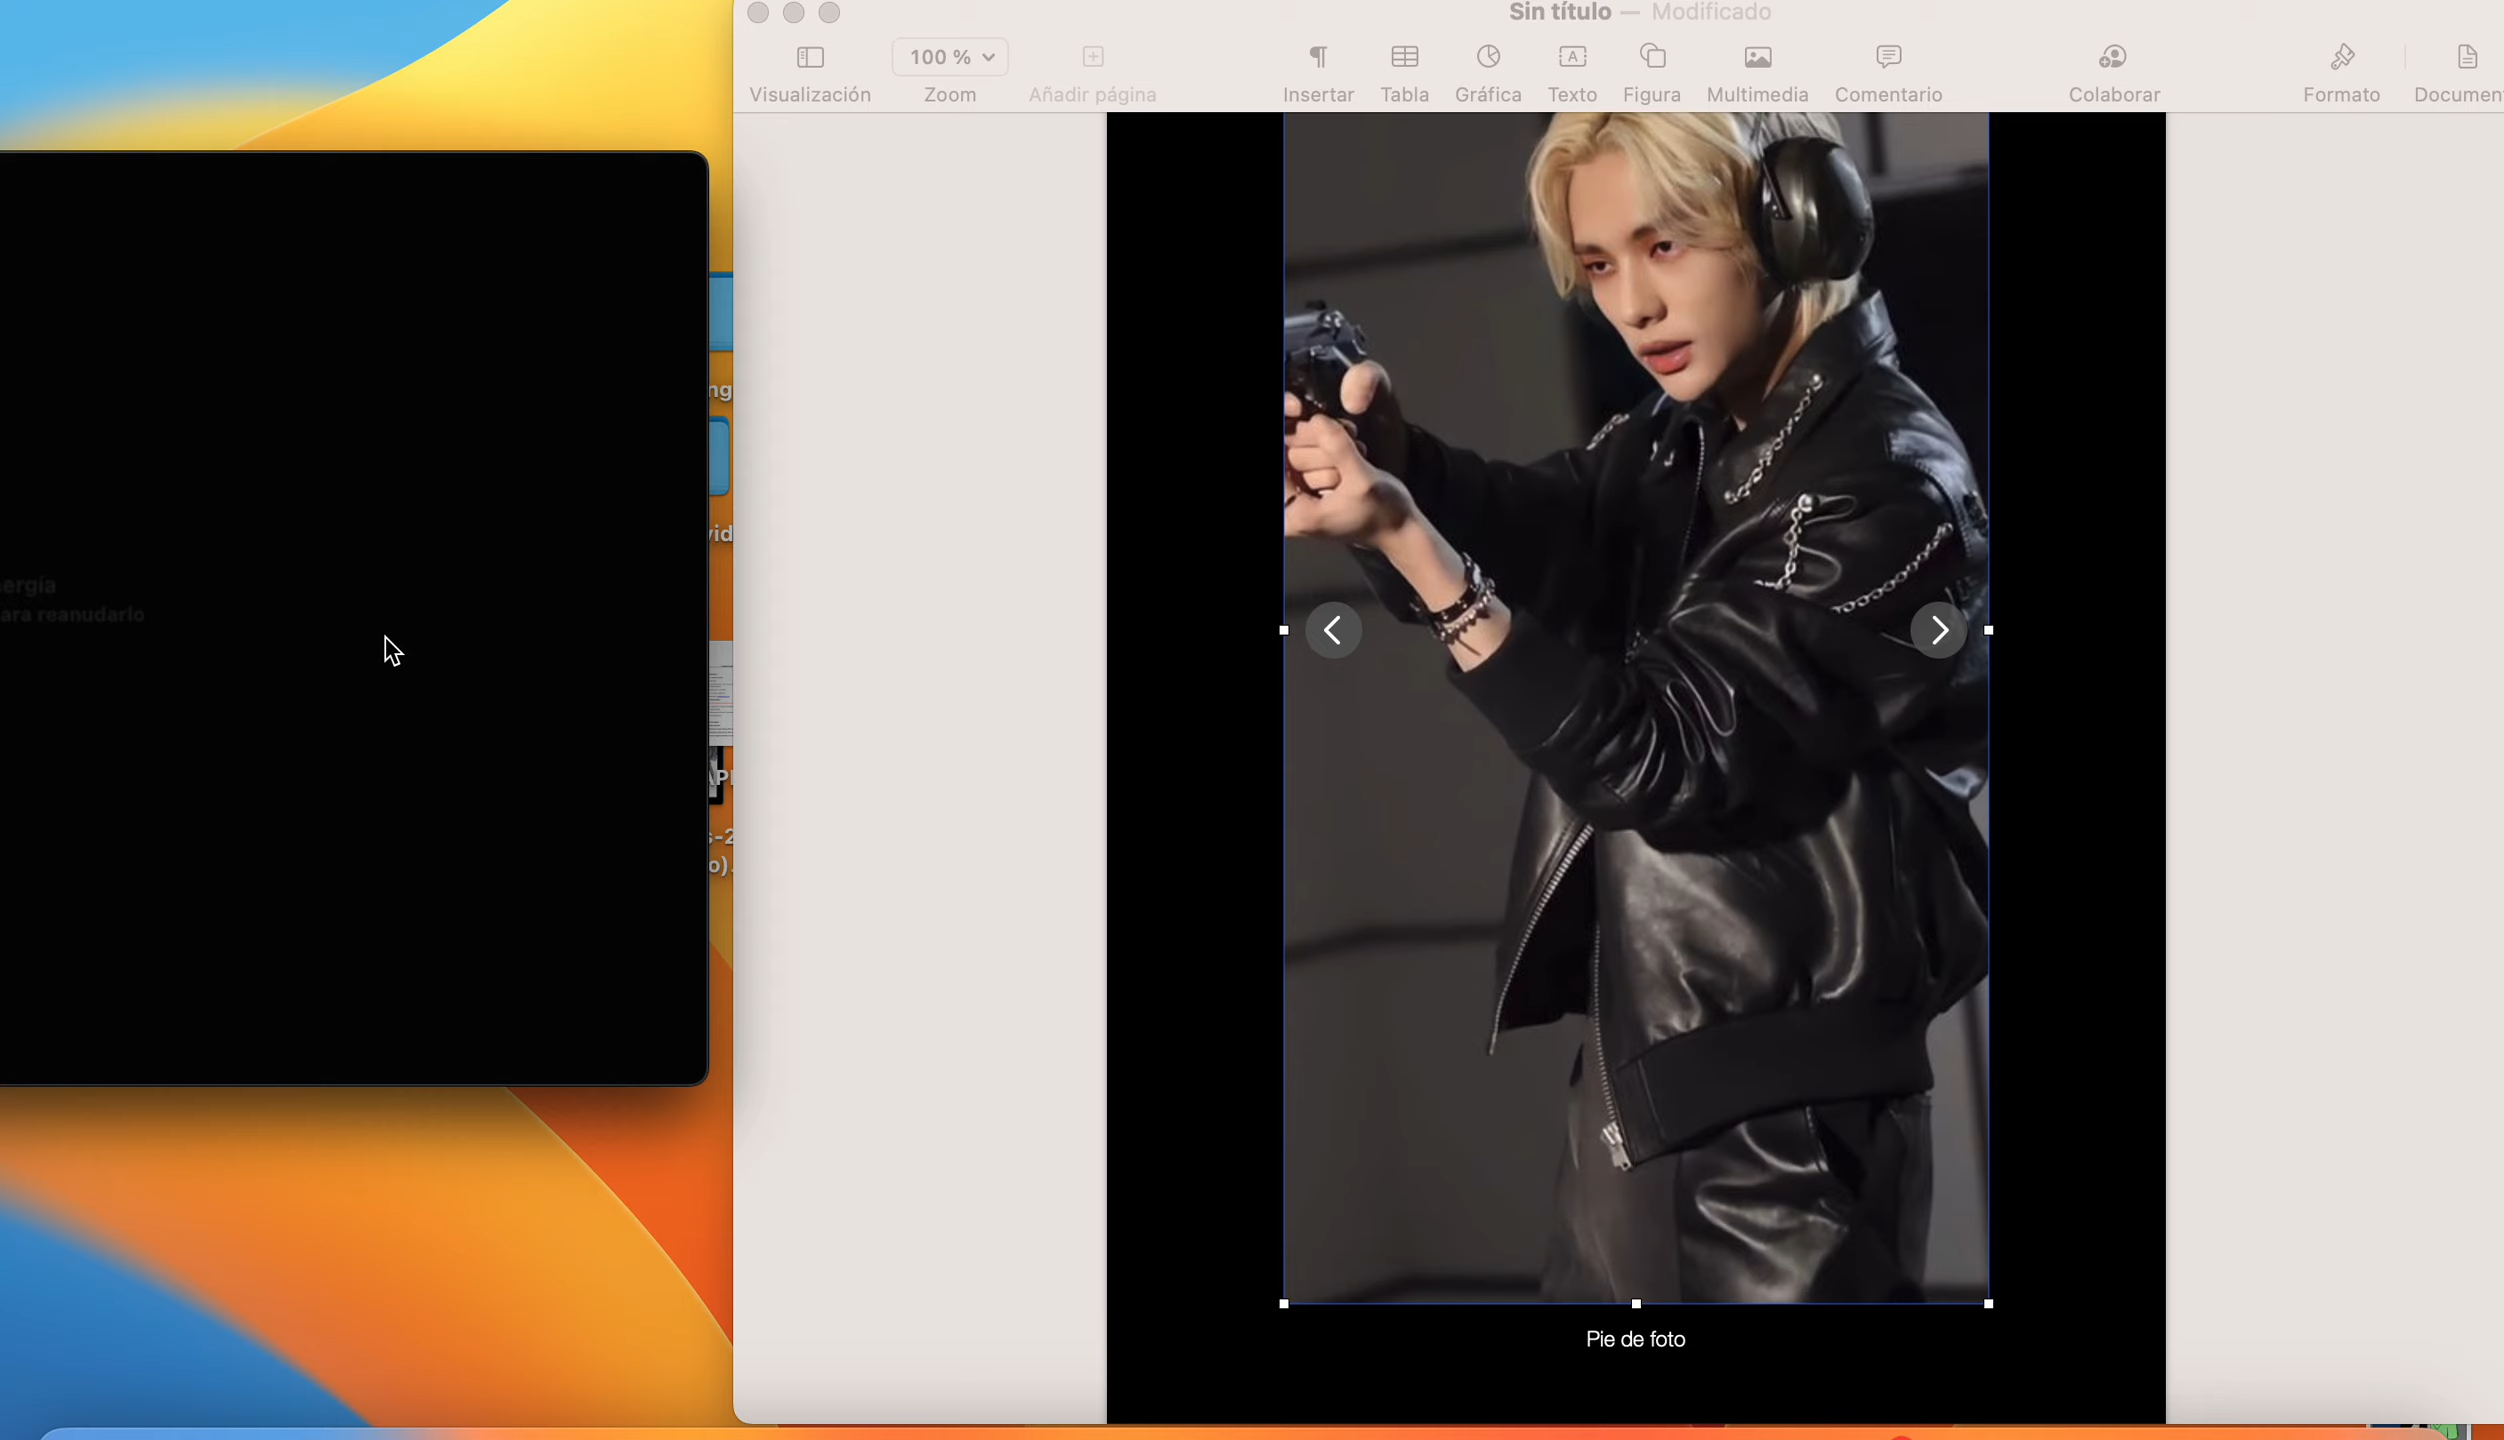 Sin título — Modificado
100 %
Visualización
Zoom
Añadir página
Insertar
Tabla
Gráfica
Texto
Figura
Multimedia
Comentario
Colaborar
Formato
ara reanudarlo
Pie de foto